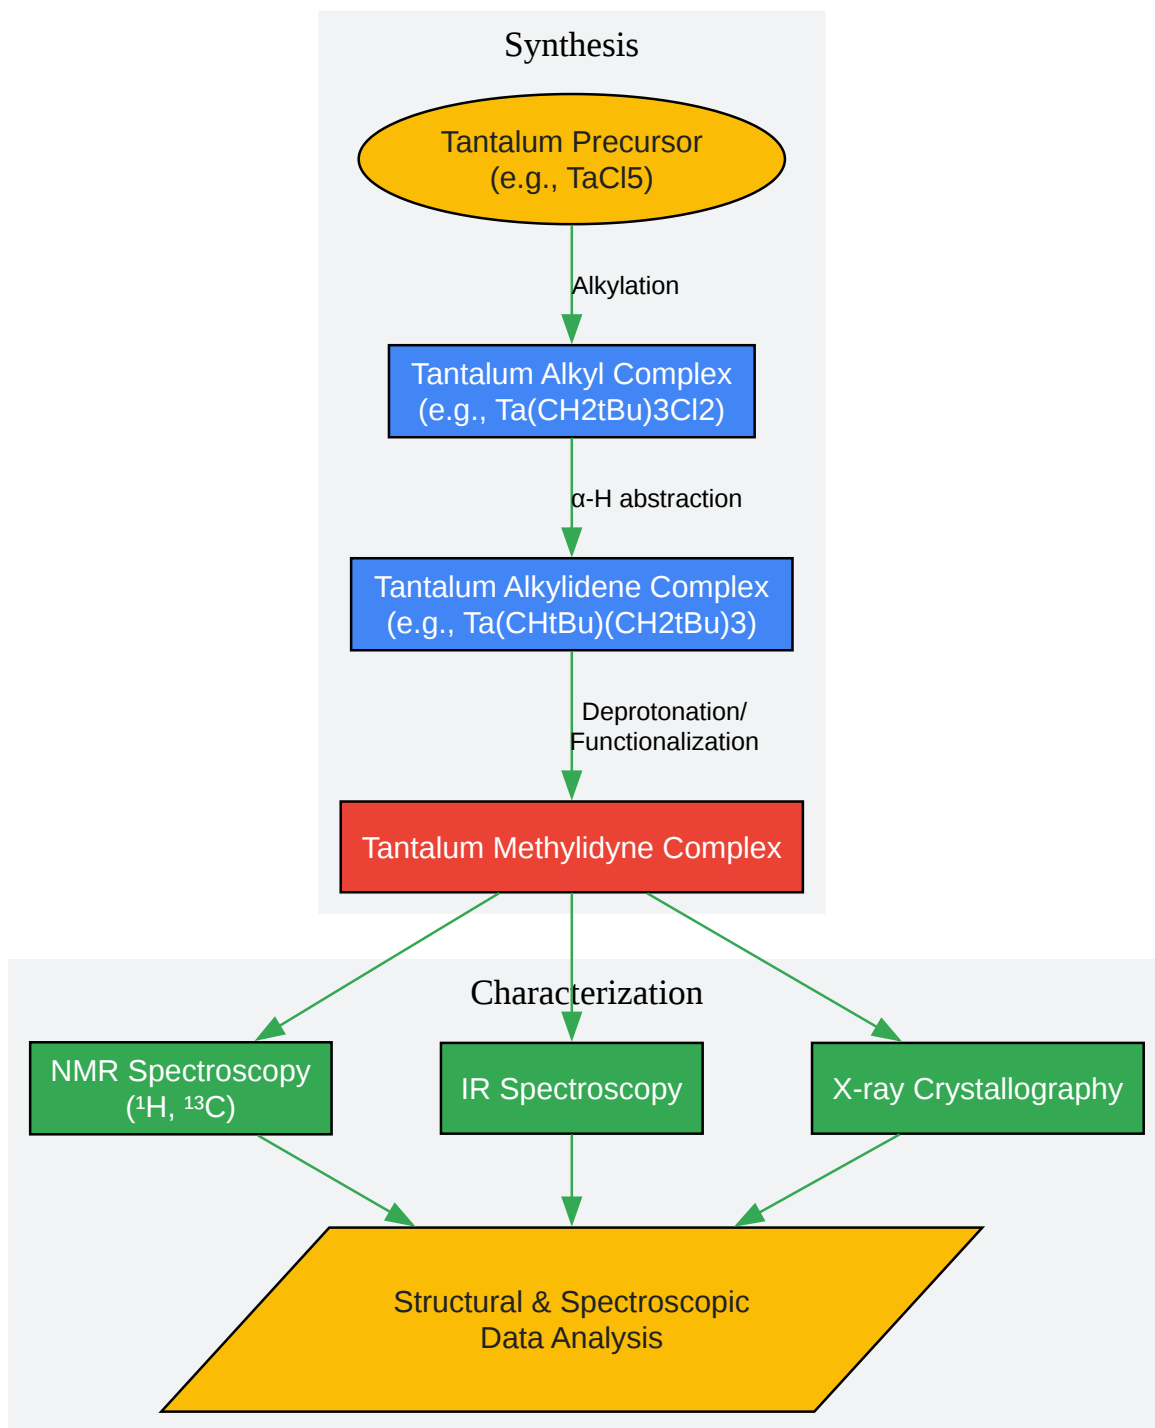 Synthesis
Tantalum Precursor
(e.g., TaCl5)
Alkylation
Tantalum Alkyl Complex
(e.g., Ta(CH2tBu)3Cl2)
α-H abstraction
Tantalum Alkylidene Complex
(e.g., Ta(CHtBu)(CH2tBu)3)
Deprotonation/
Functionalization
Tantalum Methylidyne Complex
Characterization
NMR Spectroscopy
(¹H, ¹³C)
IR Spectroscopy
X-ray Crystallography
Structural & Spectroscopic
Data Analysis